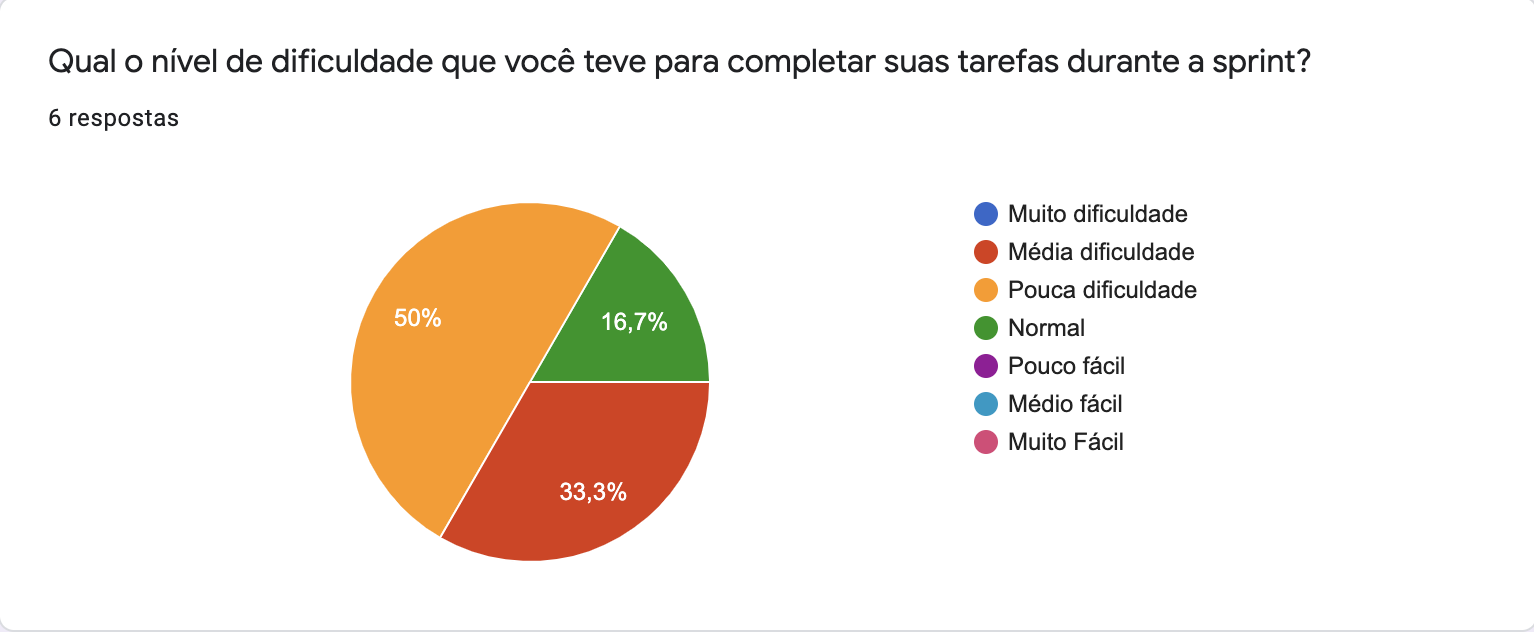 Qual o nível de dificuldade que você teve para completar suas tarefas durante a sprint?
6 respostas
50%
16,7%
33,3%
Muito dificuldade
Média dificuldade
Pouca dificuldade
Normal
Pouco fácil
Médio fácil
Muito Fácil